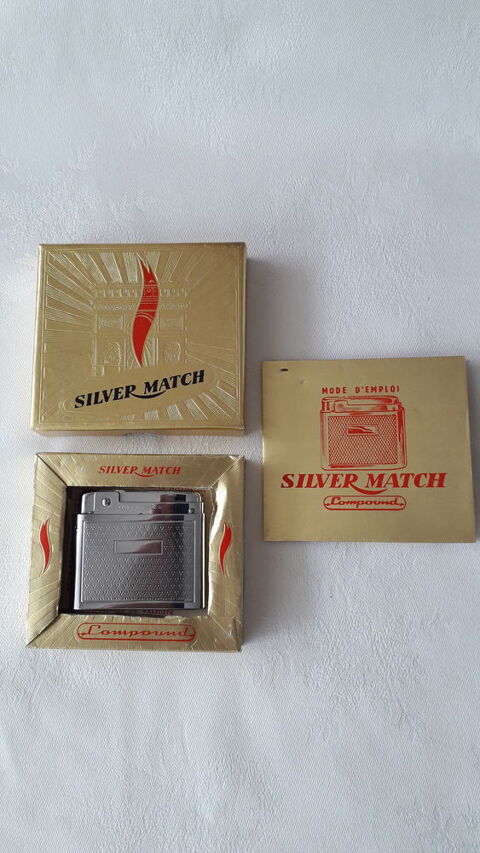 SILVER MATCH
MODE D'EMPLOI
SILVER MATCH
Compound
SILVER MATCH
Compound